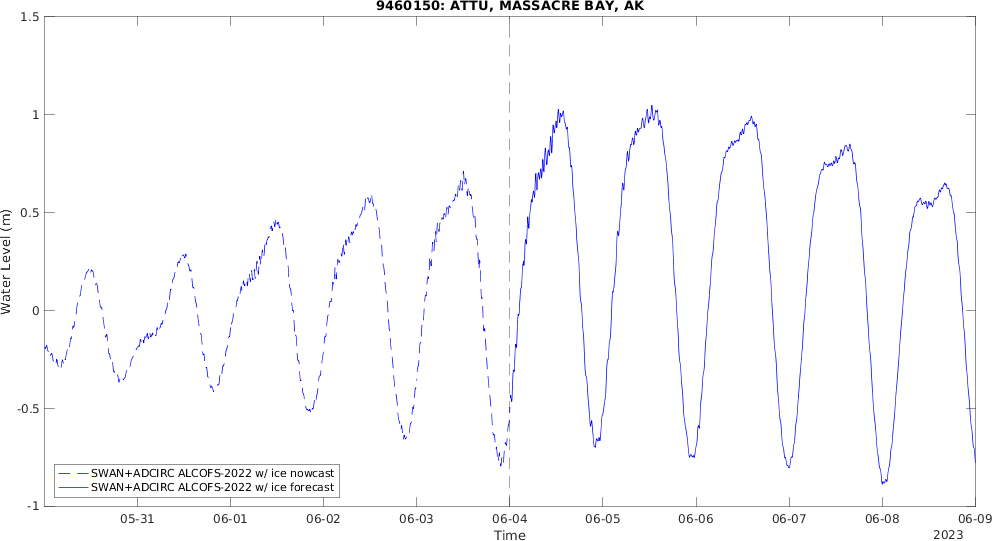 9460150: ATTU, MASSACRE BAY, AK
1.5
1
0.5
0
-0.5
-1
Water Level (m)
SWAN+ADCIRC ALCOFS-2022 w/ ice nowcast
SWAN+ADCIRC ALCOFS-2022 w/ ice forecast
05-31 06-01 06-02 06-03 06-04 06-05 06-06 06-07 06-08 06-09
Time
2023